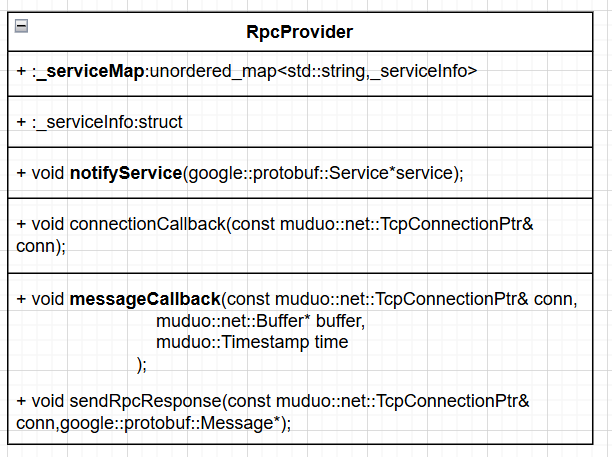 RpcProvider
+ :_serviceMap:unordered_map<std::string,_serviceInfo>
+ :_serviceInfo:struct
+ void notifyService(google::protobuf::Service*service);
+ void connectionCallback(const muduo::net::TcpConnectionPtr&
conn);
+ void messageCallback(const muduo::net::TcpConnectionPtr& conn,
muduo::net::Buffer* buffer,
muduo::Timestamp time
);
+ void sendRpcResponse(const muduo::net::TcpConnectionPtr&
conn,google::protobuf::Message*);